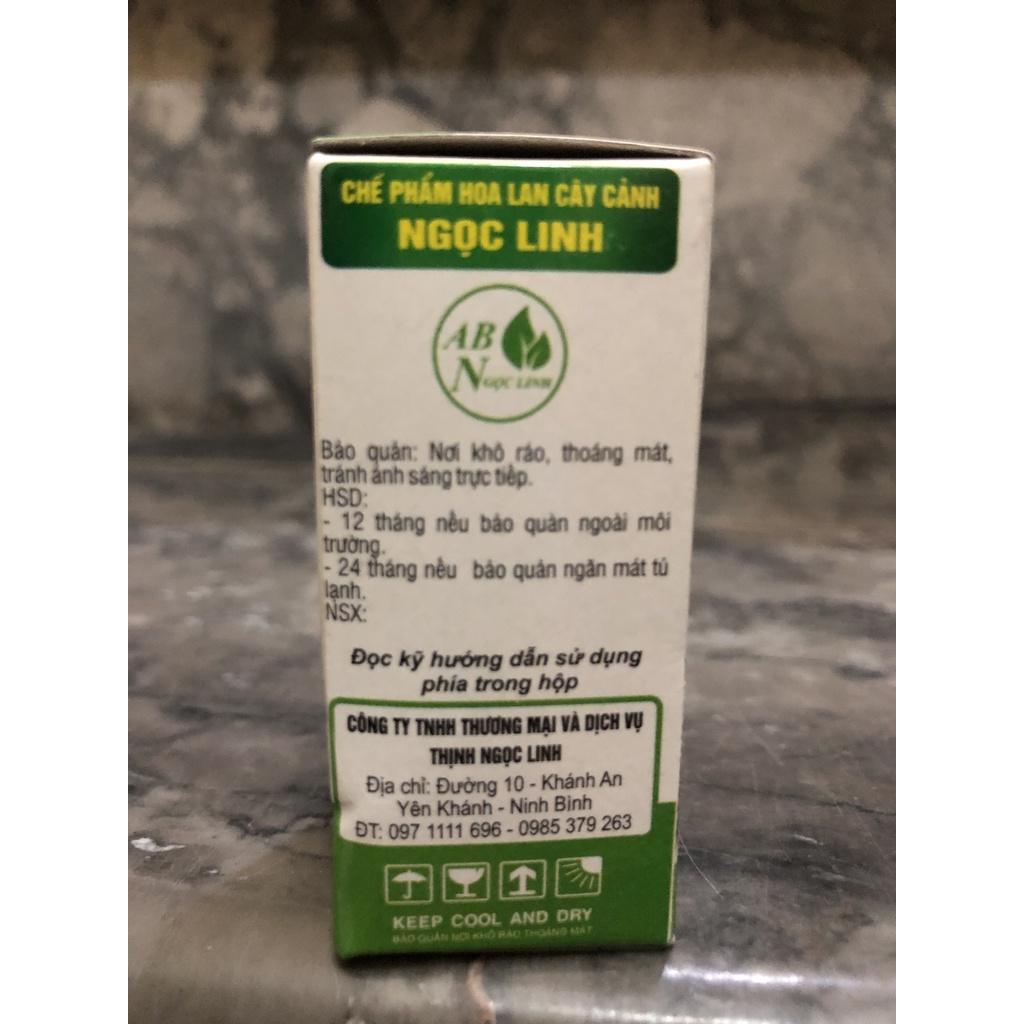 CHẾ PHẨM HOA LAN CÂY CẢNH
NGỌC LINH
AB
NGỌC LINH
Bảo quản: Nơi khô ráo, thoáng mát,
tránh ánh sáng trực tiếp.
HSD:
- 12 tháng nếu bảo quản ngoài môi
trường.
- 24 tháng nếu bảo quản ngăn mát tủ
lạnh.
NSX:
Đọc kỹ hướng dẫn sử dụng
phía trong hộp
CÔNG TY TNHH THƯƠNG MẠI VÀ DỊCH VỤ
THỊNH NGỌC LINH
Địa chỉ: Đường 10 - Khánh An
Yên Khánh - Ninh Bình
ĐT: 097 1111 696 - 0985 379 263
KEEP COOL AND DRY
BẢO QUẢN NƠI KHÔ RÁO THOÁNG MÁT